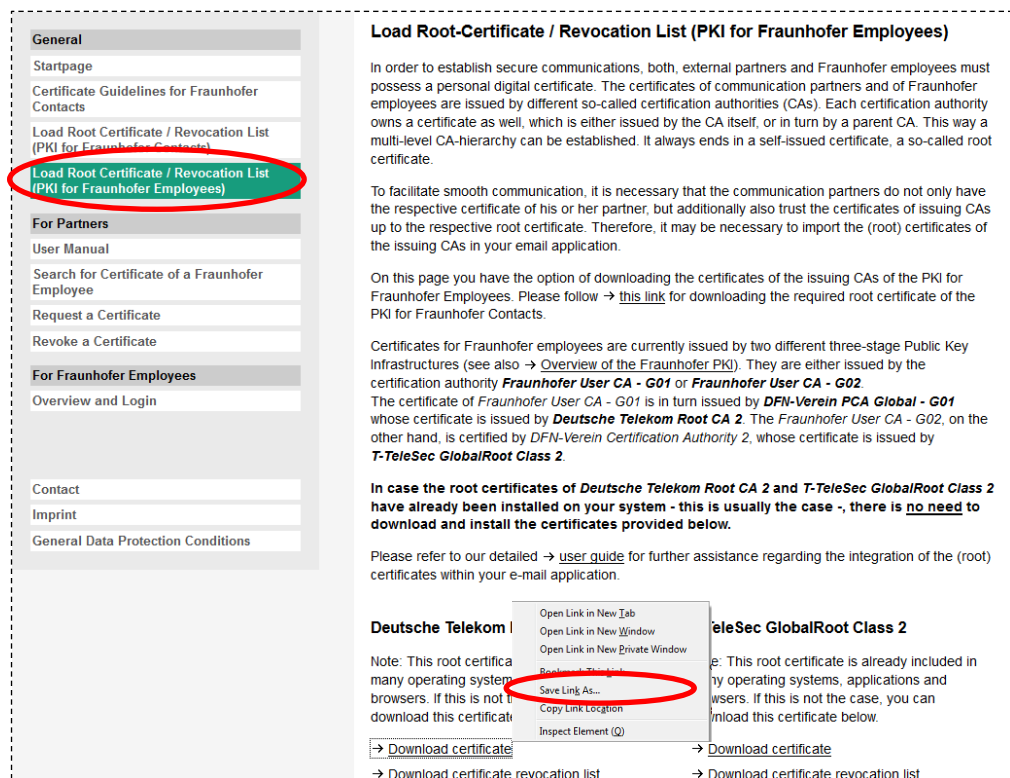 General
Startpage
Certificate Guidelines for Fraunhofer
Contacts
Load Root Certificate / Revocation List
(PKI for Fraunhofer Contacts)
Load Root Certificate / Revocation List
(PKI for Fraunhofer Employees)
For Partners
User Manual
Search for Certificate of a Fraunhofer
Employee
Request a Certificate
Revoke a Certificate
For Fraunhofer Employees
Overview and Login
Contact
Imprint
General Data Protection Conditions
Load Root-Certificate / Revocation List (PKI for Fraunhofer Employees)
In order to establish secure communications, both, external partners and Fraunhofer employees must
possess a personal digital certificate. The certificates of communication partners and of Fraunhofer
employees are issued by different so-called certification authorities (CAs). Each certification authority
owns a certificate as well, which is either issued by the CA itself, or in turn by a parent CA. This way a
multi-level CA-hierarchy can be established. It always ends in a self-issued certificate, a so-called root
certificate.
To facilitate smooth communication, it is necessary that the communication partners do not only have
the respective certificate of his or her partner, but additionally also trust the certificates of issuing CAs
up to the respective root certificate. Therefore, it may be necessary to import the (root) certificates of
the issuing CAs in your email application.
On this page you have the option of downloading the certificates of the issuing CAs of the PKI for
Fraunhofer Employees. Please follow → this link for downloading the required root certificate of the
PKI for Fraunhofer Contacts.
Certificates for Fraunhofer employees are currently issued by two different three-stage Public Key
Infrastructures (see also → Overview of the Fraunhofer PKI). They are either issued by the
certification authority Fraunhofer User CA - G01 or Fraunhofer User CA - G02.
The certificate of Fraunhofer User CA - G01 is in turn issued by DFN-Verein PCA Global - G01
whose certificate is issued by Deutsche Telekom Root CA 2. The Fraunhofer User CA - G02, on the
other hand, is certified by DFN-Verein Certification Authority 2, whose certificate is issued by
T-TeleSec GlobalRoot Class 2.
In case the root certificates of Deutsche Telekom Root CA 2 and T-TeleSec GlobalRoot Class 2
have already been installed on your system - this is usually the case -, there is no need to
download and install the certificates provided below.
Please refer to our detailed → user guide for further assistance regarding the integration of the (root)
certificates within your e-mail application.
Deutsche Telekom
Note: This root certifica
many operating system
browsers. If this is not
download this certificate
→ Download certificate
→ Download certificate revocation list
Open Link in New Tab
Open Link in New Window
Open Link in New Private Window
Bookmark This Link
Save Link As...
Copy Link Location
Inspect Element (Q)
eleSec GlobalRoot Class 2
e: This root certificate is already included in
ny operating systems, applications and
wsers. If this is not the case, you can
nload this certificate below.
→ Download certificate
→ Download certificate revocation list